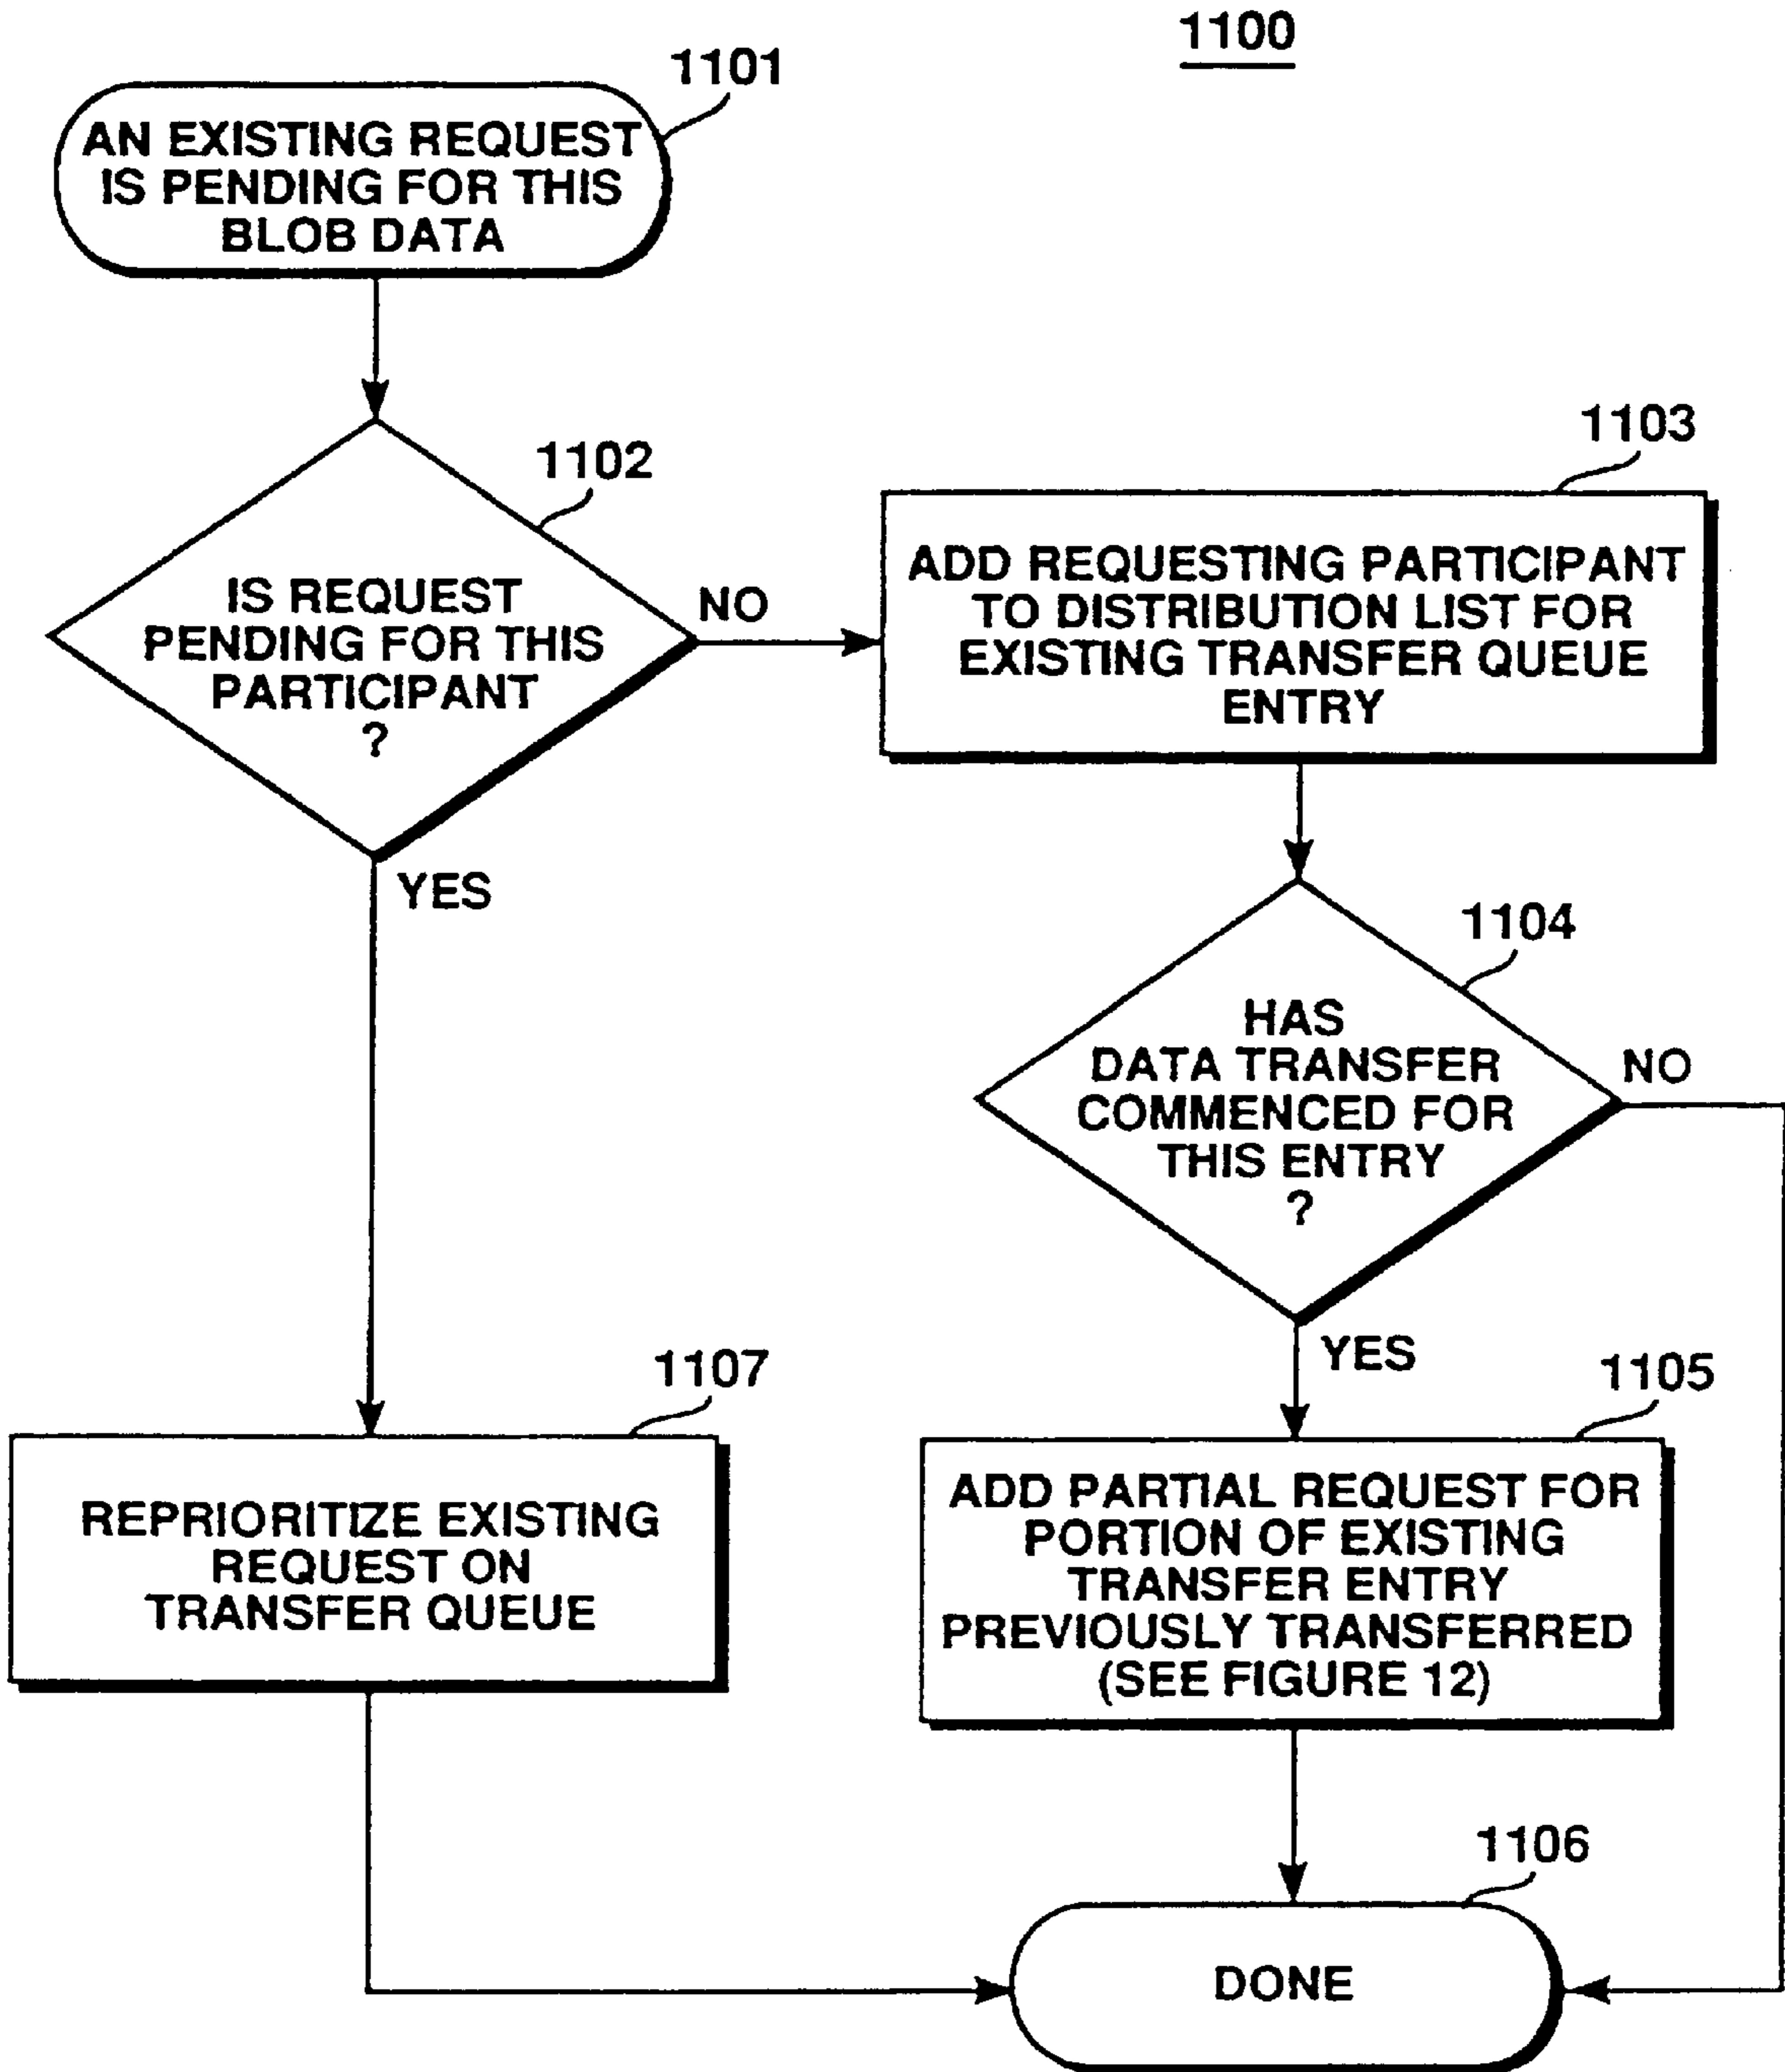 1100
1101
AN EXISTING REQUEST
IS PENDING FOR THIS
BLOB DATA
1102
IS REQUEST
PENDING FOR THIS
PARTICIPANT
?
NO
YES
1103
ADD REQUESTING PARTICIPANT
TO DISTRIBUTION LIST FOR
EXISTING TRANSFER QUEUE
ENTRY
1104
HAS
DATA TRANSFER
COMMENCED FOR
THIS ENTRY
?
NO
YES
1107
REPRIORITIZE EXISTING
REQUEST ON
TRANSFER QUEUE
1105
ADD PARTIAL REQUEST FOR
PORTION OF EXISTING
TRANSFER ENTRY
PREVIOUSLY TRANSFERRED
(SEE FIGURE 12)
1106
DONE